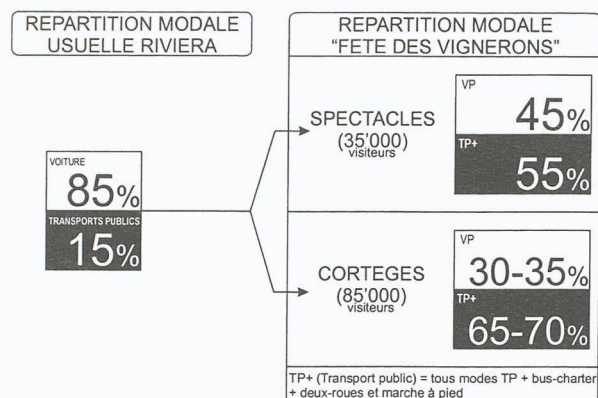 REPARTITION MODALE
USUELLE RIVIERA
REPARTITION MODALE
“FETE DES VIGNERONS”
VOITURE
85%
TRANSPORTS PUBLICS
15%
SPECTACLES
(35'000)
visiteurs
VP
45%
TP+
55%
CORTEGES
(85'000)
visiteurs
VP
30-35%
TP+
65-70%
TP+ (Transport public) = tous modes TP + bus-charter
+ deux-roues et marche à pied